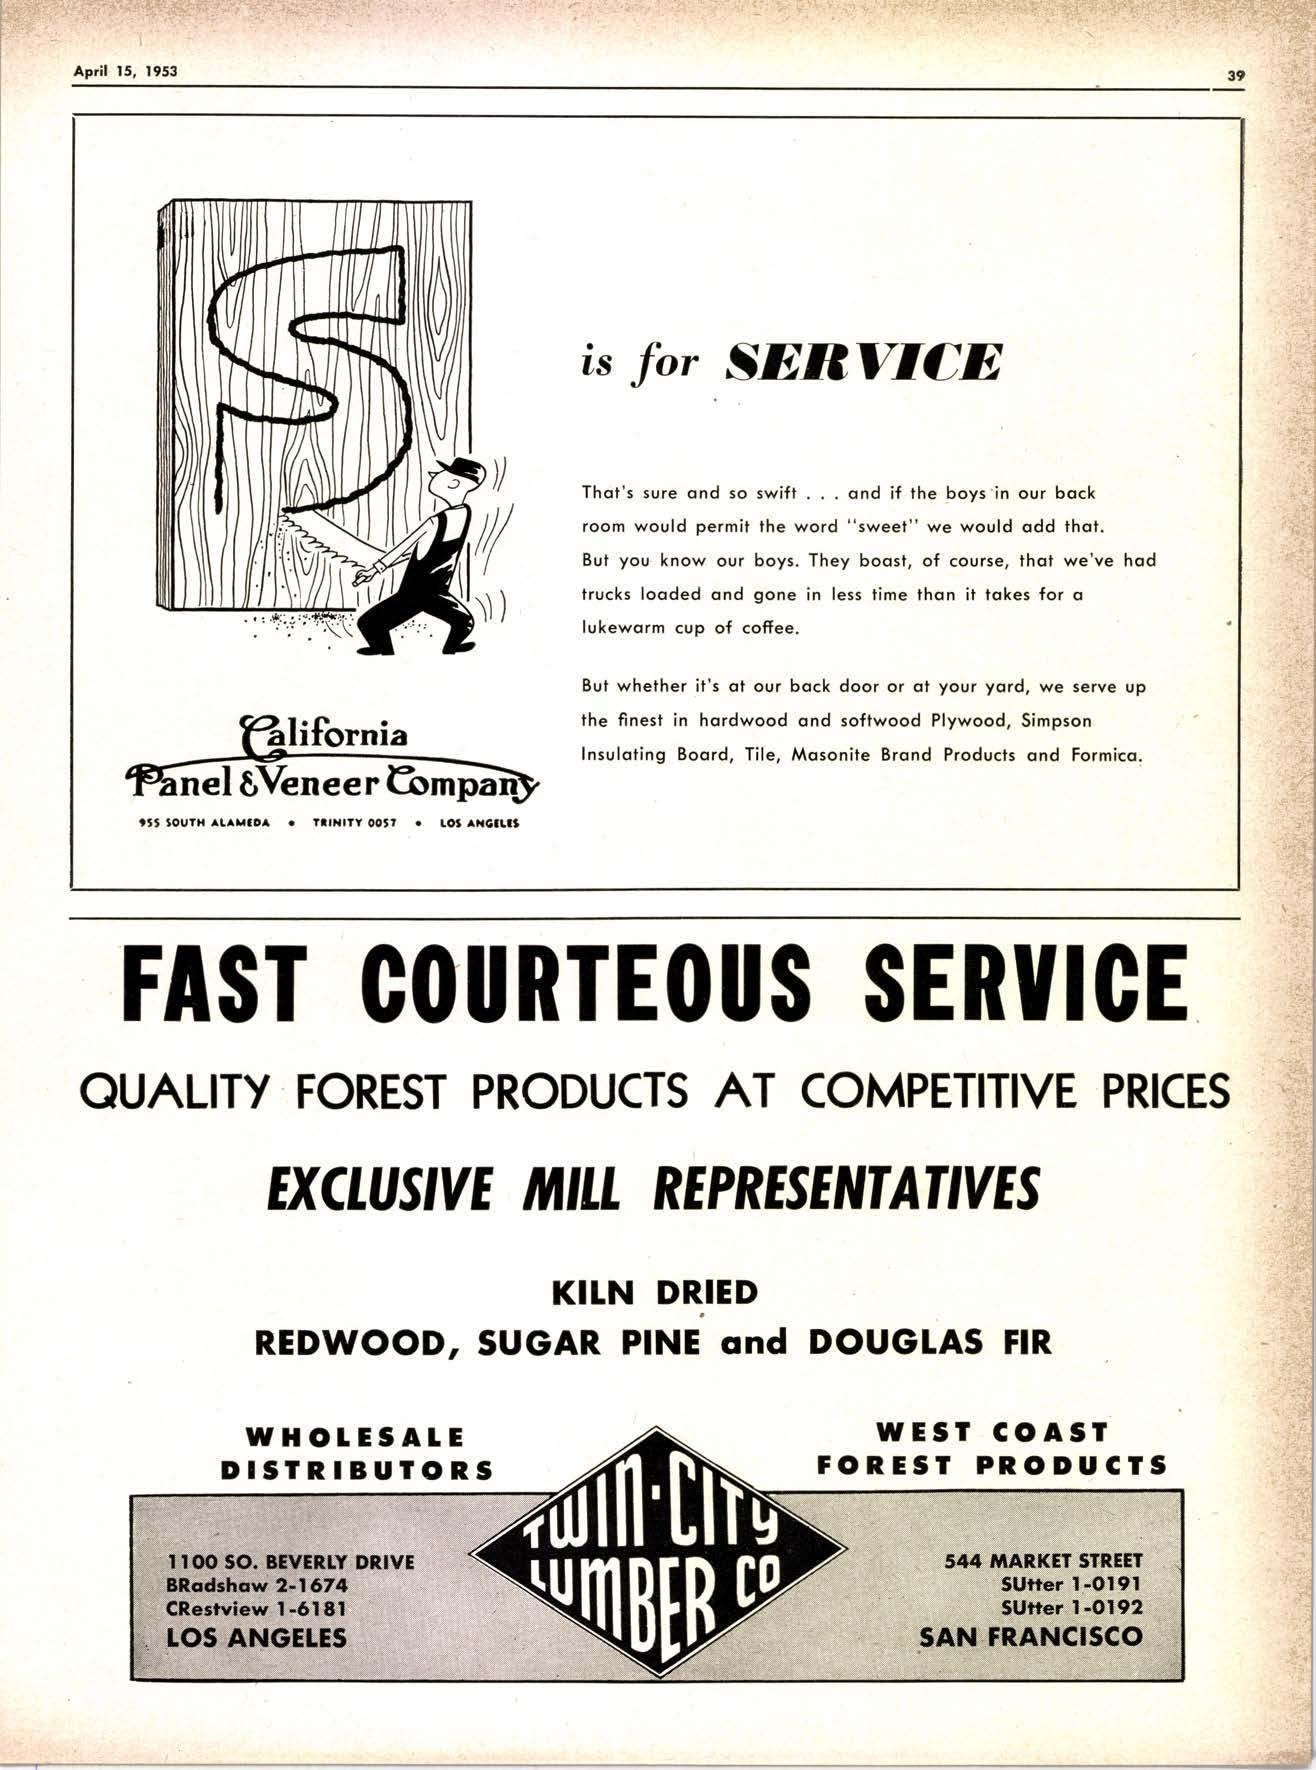 April 15, 1953
39
S
is for SERVICE
That's sure and so swift . . . and if the boys in our back
room would permit the word "sweet" we would add that.
But you know our boys. They boast, of course, that we've had
trucks loaded and gone in less time than it takes for a
lukewarm cup of coffee.
But whether it's at our back door or at your yard, we serve up
the finest in hardwood and softwood Plywood, Simpson
Insulating Board, Tile, Masonite Brand Products and Formica.
California
Panel & Veneer Company
955 SOUTH ALAMEDA • TRINITY 0057 • LOS ANGELES
FAST COURTEOUS SERVICE
QUALITY FOREST PRODUCTS AT COMPETITIVE PRICES
EXCLUSIVE MILL REPRESENTATIVES
KILN DRIED
REDWOOD, SUGAR PINE and DOUGLAS FIR
WHOLESALE
DISTRIBUTORS
WEST COAST
FOREST PRODUCTS
TWIN-CITY
LUMBER CO
1100 SO. BEVERLY DRIVE
BRadshaw 2-1674
CRestview 1-6181
LOS ANGELES
544 MARKET STREET
SUtter 1-0191
SUtter 1-0192
SAN FRANCISCO